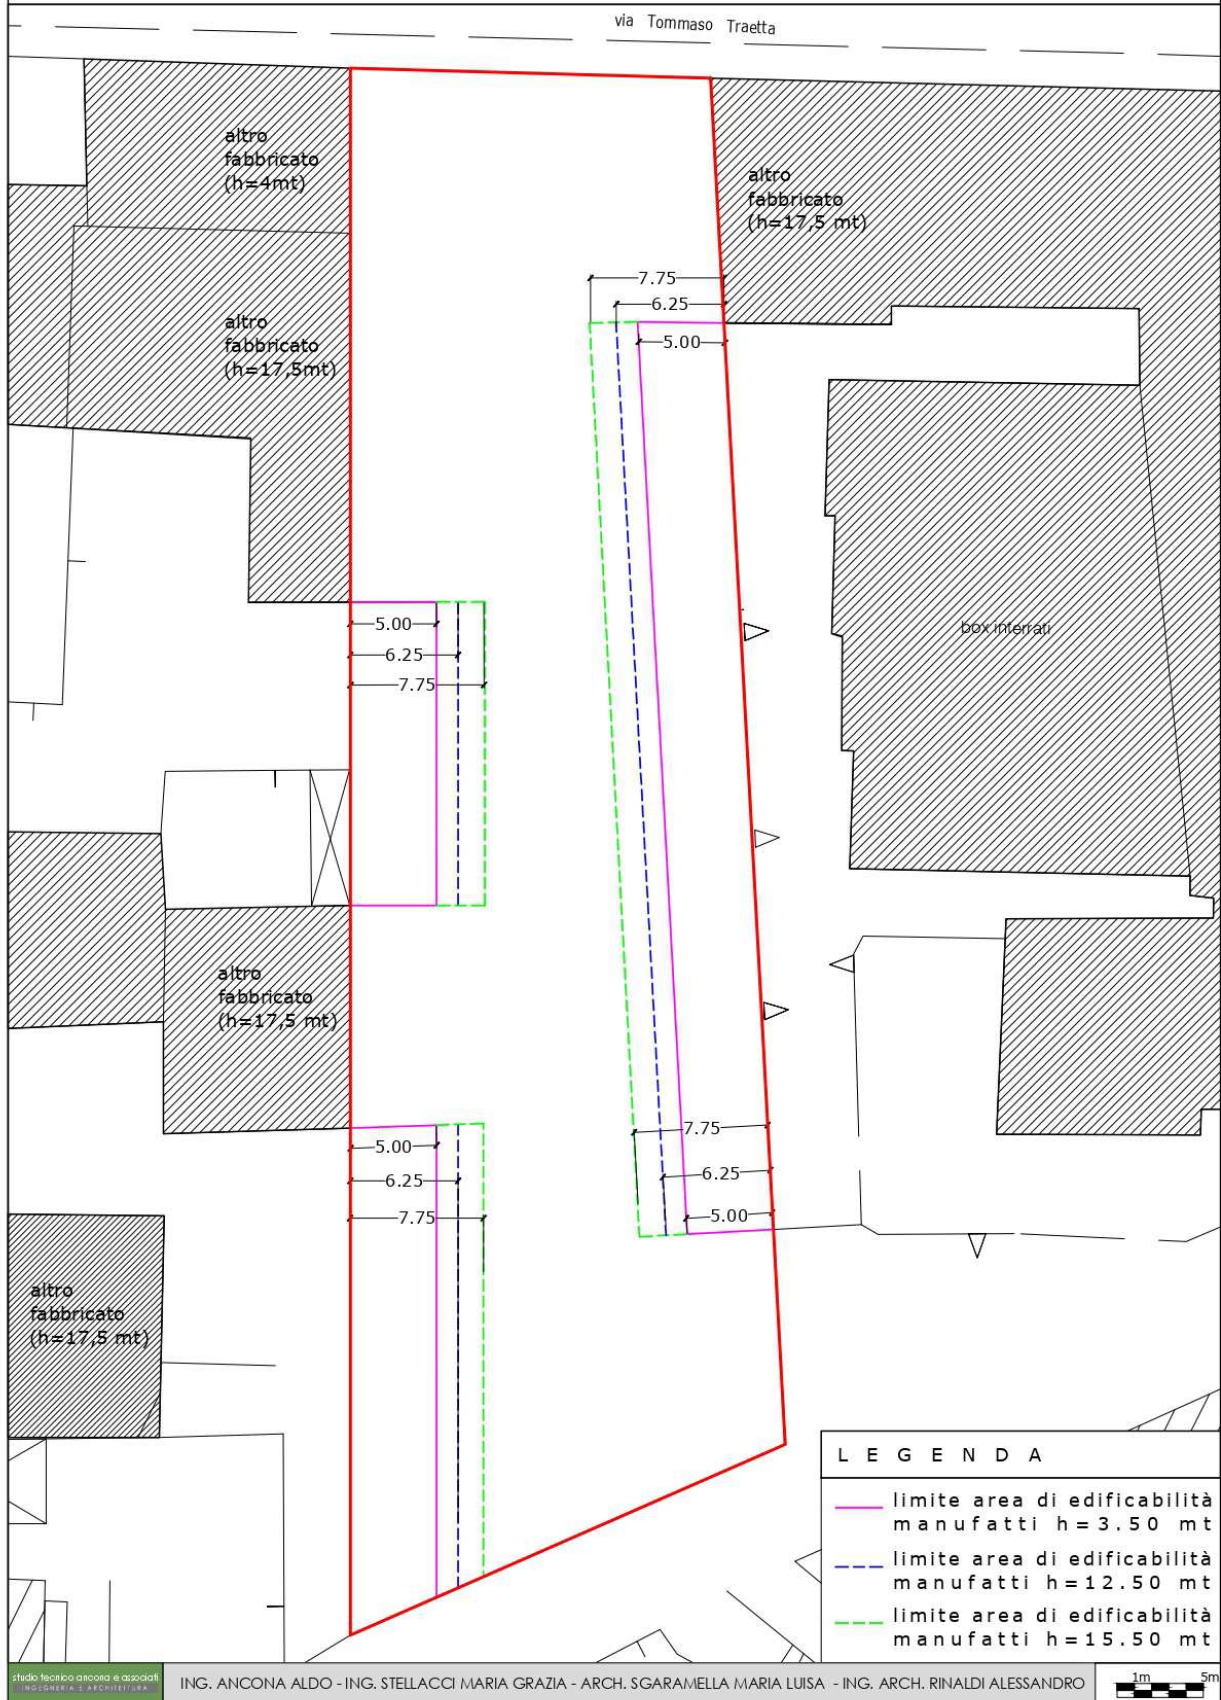 via Tommaso Traetta
altro
fabbricato
(h=4mt)
altro
fabbricato
(h=17,5 mt)
7.75
6.25
5.00
altro
fabbricato
(h=17,5mt)
5.00
6.25
7.75
box interrati
altro
fabbricato
(h=17,5 mt)
7.75
6.25
5.00
5.00
6.25
7.75
altro
fabbricato
(h=17,5 mt)
LEGENDA
limite area di edificabilità
manufatti h=3.50 mt
limite area di edificabilità
manufatti h=12.50 mt
limite area di edificabilità
manufatti h=15.50 mt
studio tecnico ancona e associati
INGEGNERIA E ARCHITETTURA
ING. ANCONA ALDO - ING. STELLACCI MARIA GRAZIA - ARCH. SGARAMELLA MARIA LUISA - ING. ARCH. RINALDI ALESSANDRO
1m 5m